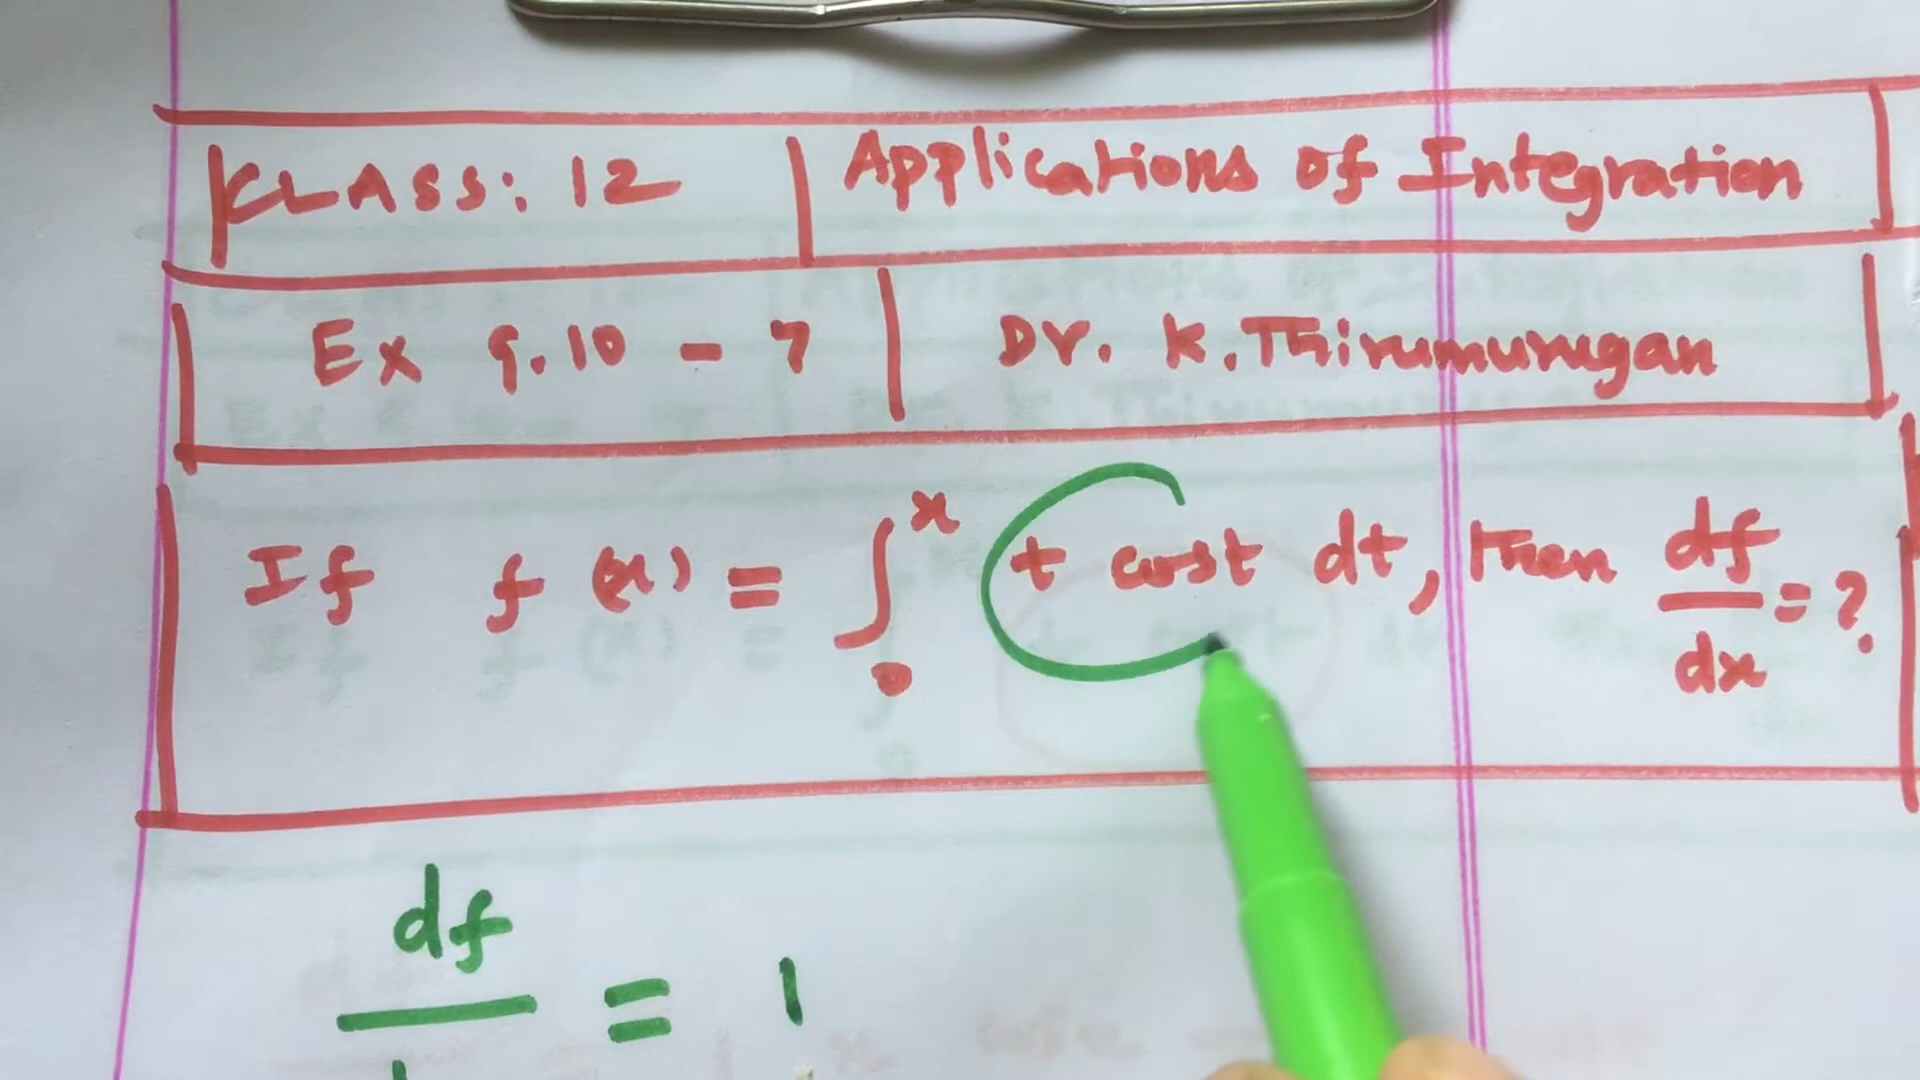 CLASS: 12 | Applications of Integration
Ex 9.10 - 7 | Dr. K. Thirumurugan
If f(x) = ∫₀ˣ t cost dt, then df/dx = ?
df
=